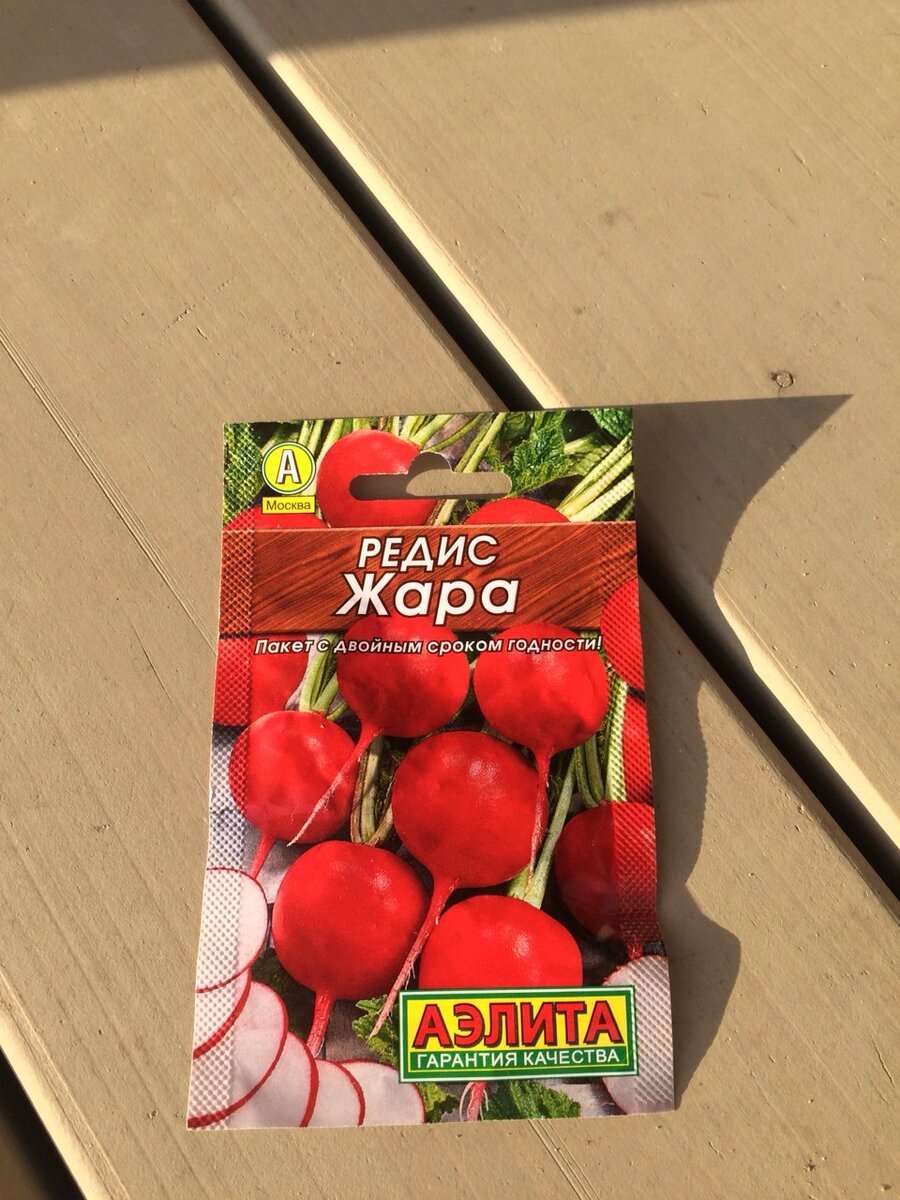 А
Москва
РЕДИС
Жара
Пакет с двойным сроком годности!
АЭЛИТА
ГАРАНТИЯ КАЧЕСТВА